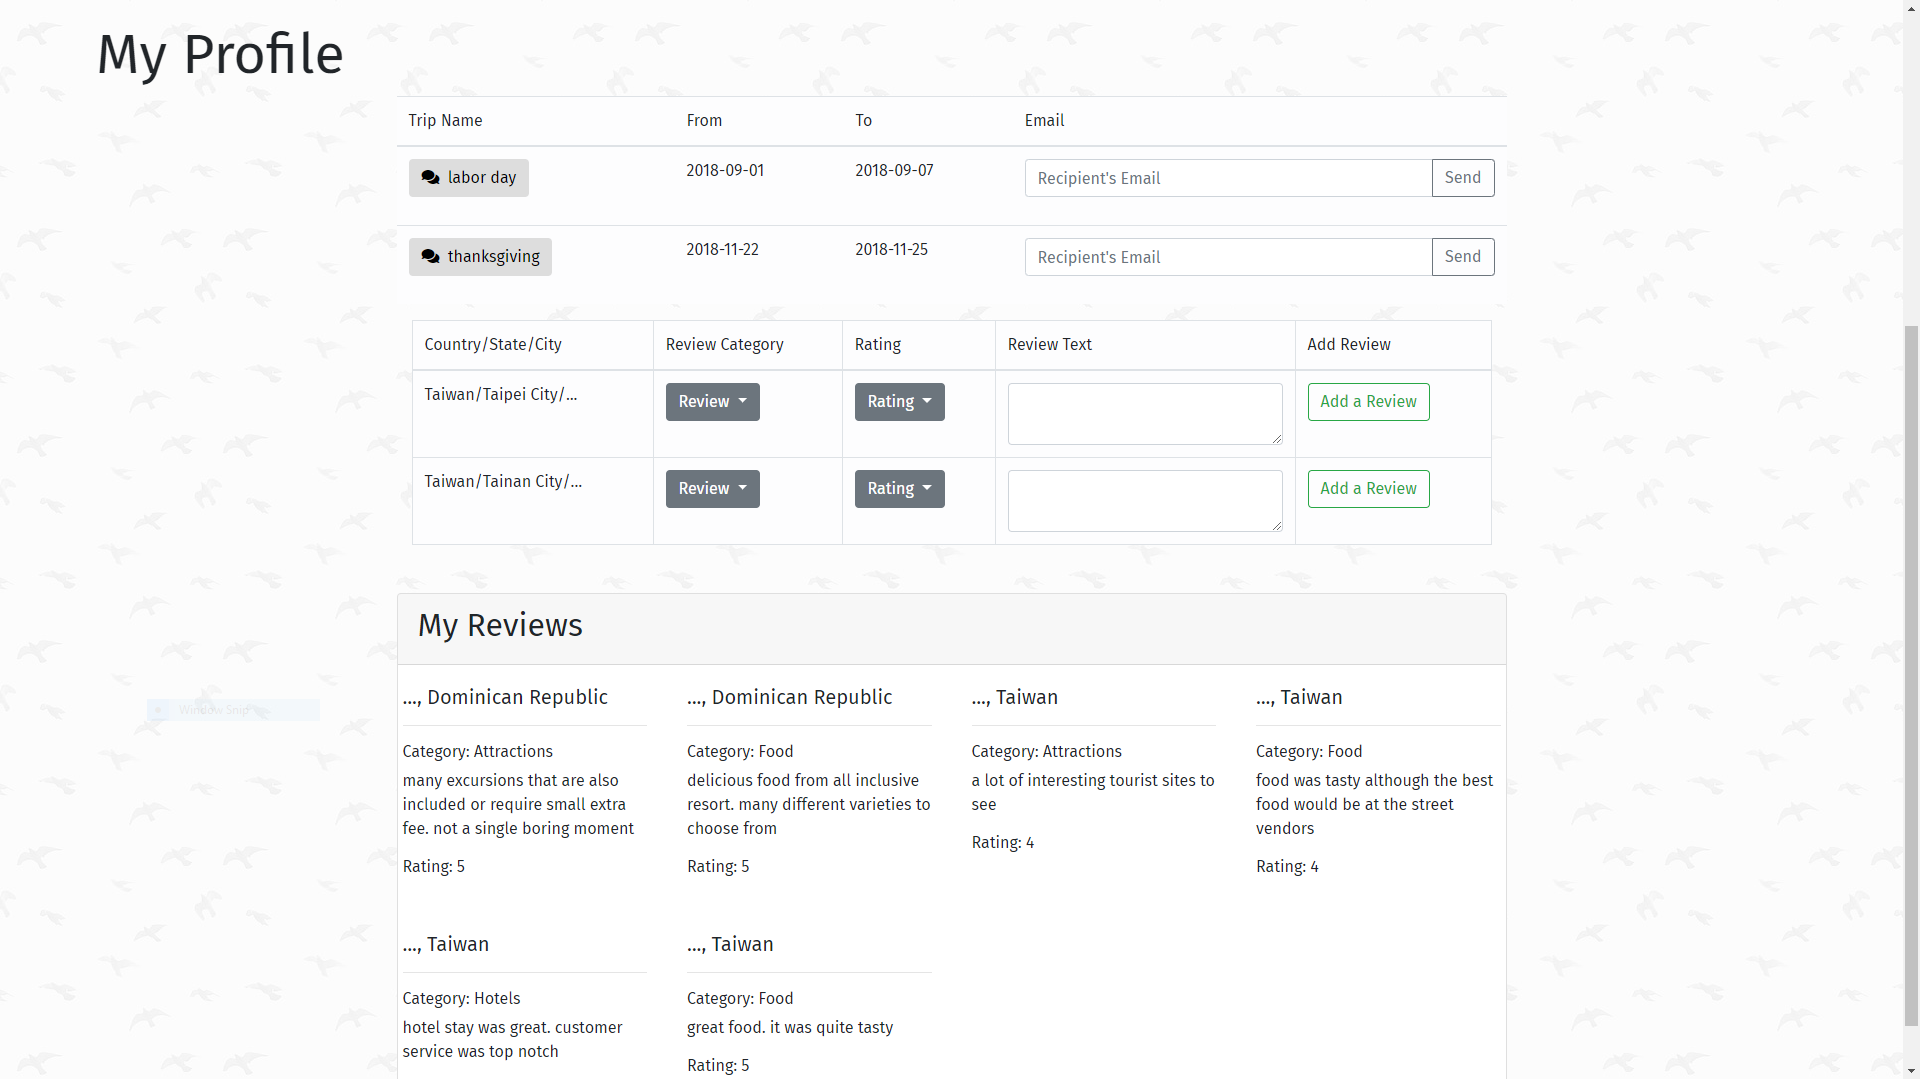 My Profile
Trip Name From To Email
labor day 2018-09-01 2018-09-07 Recipient's Email Send
thanksgiving 2018-11-22 2018-11-25 Recipient's Email Send
Country/State/City Review Category Rating Review Text Add Review
Taiwan/Taipei City/... Review Rating Add a Review
Taiwan/Tainan City/... Review Rating Add a Review
My Reviews
..., Dominican Republic
Category: Attractions
many excursions that are also
included or require small extra
fee. not a single boring moment
Rating: 5
..., Dominican Republic
Category: Food
delicious food from all inclusive
resort. many different varieties to
choose from
Rating: 5
..., Taiwan
Category: Attractions
a lot of interesting tourist sites to
see
Rating: 4
..., Taiwan
Category: Food
food was tasty although the best
food would be at the street
vendors
Rating: 4
Window Snip
..., Taiwan
Category: Hotels
hotel stay was great. customer
service was top notch
..., Taiwan
Category: Food
great food. it was quite tasty
Rating: 5